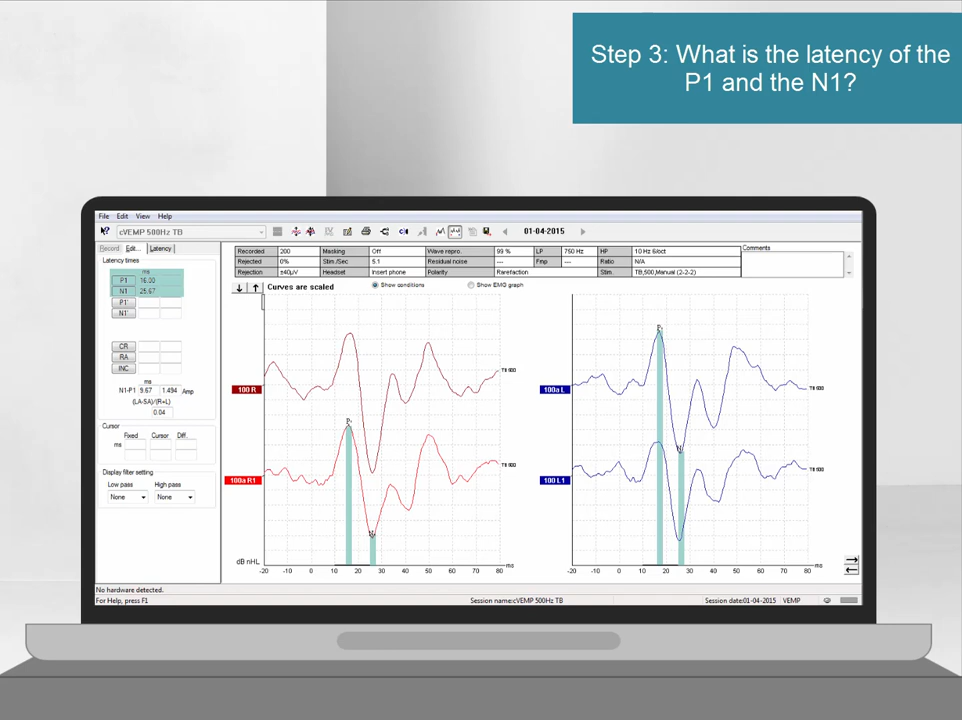 Step 3: What is the latency of the
P1 and the N1?
File Edit View Help
cVEMP 500Hz TB
01-04-2015
Record Edit... Latency
Latency times
ms
P1 16.00
N1 25.67
P1'
N1'
CR
RA
INC
ms
N1-P1 9.67 1.494 Amp
(LA-SA)/(R+L)
0.04
Cursor
Fixed Cursor Diff.
ms
Display filter setting
Low pass High pass
None None
Recorded 200 Masking Off Wave repro. 99 % LP 750 Hz HP 10 Hz 6/oct
Rejected 0% Stim./Sec 5.1 Residual noise --- Fmp --- Ratio N/A
Rejection ±40µV Headset Insert phone Polarity Rarefaction Stim. TB,500,Manual (2-2-2)
Comments
Curves are scaled Show conditions Show EMG graph
100 R
100a R1
100a L
100 L1
dB nHL
-20 -10 0 10 20 30 40 50 60 70 80 ms
-20 -10 0 10 20 30 40 50 60 70 80 ms
No hardware detected.
For Help, press F1 Session name:cVEMP 500Hz TB Session date:01-04-2015 VEMP